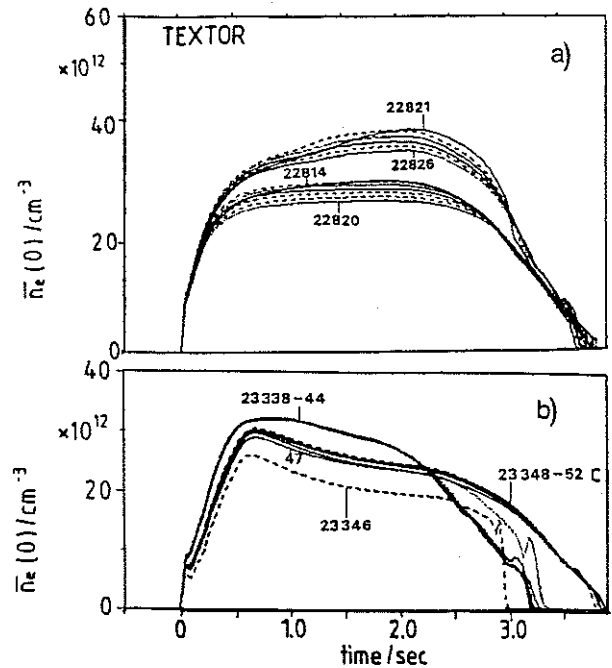 60
TEXTOR
a)
×10¹²
40
22821
22814
22826
n̅ₑ(0)/cm⁻³
20
22820
0
40
23338-44
b)
×10¹²
47
23348-52 [
n̅ₑ(0)/cm⁻³
20
23346
0
0 1.0 2.0 3.0
time/sec